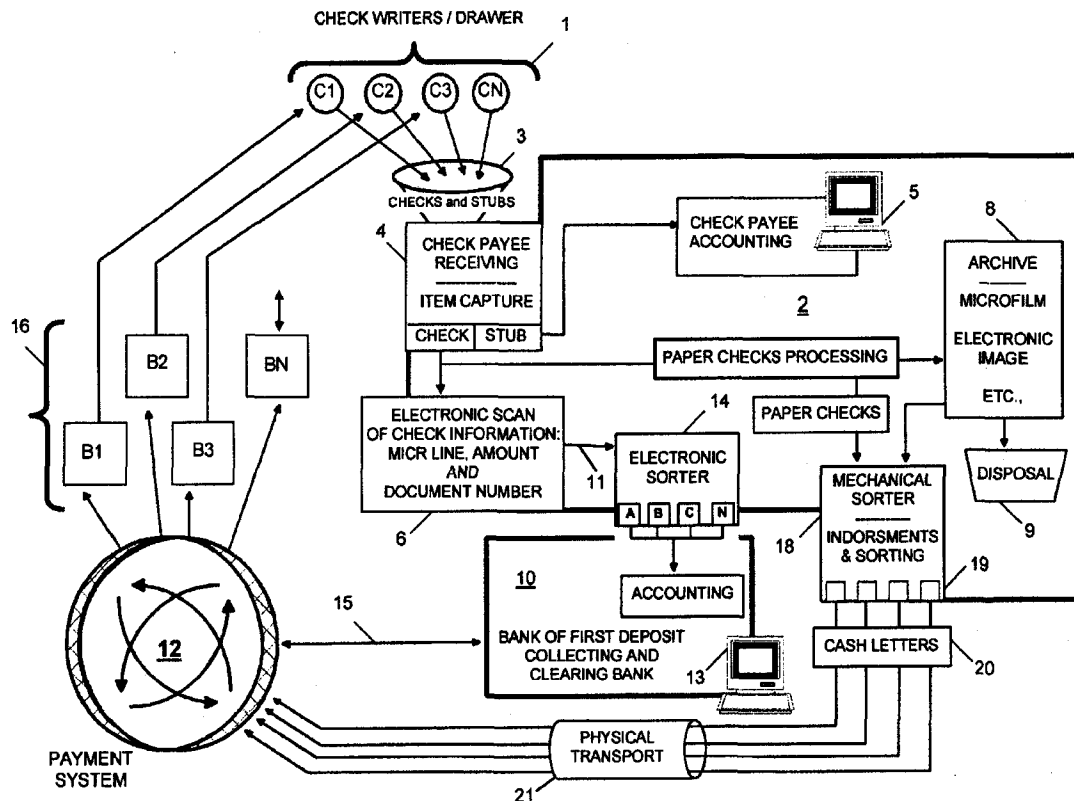 CHECK WRITERS / DRAWER
1
C1
C2
C3
CN
3
CHECKS and STUBS
4
CHECK PAYEE
RECEIVING
ITEM CAPTURE
CHECK
STUB
CHECK PAYEE
ACCOUNTING
5
8
ARCHIVE
MICROFILM
ELECTRONIC
IMAGE
ETC.,
2
16
B2
BN
B1
B3
PAPER CHECKS PROCESSING
PAPER CHECKS
ELECTRONIC SCAN
OF CHECK INFORMATION:
MICR LINE, AMOUNT
AND
DOCUMENT NUMBER
6
11
14
ELECTRONIC
SORTER
A
B
C
N
MECHANICAL
SORTER
INDORSMENTS
& SORTING
18
19
DISPOSAL
9
10
ACCOUNTING
BANK OF FIRST DEPOSIT
COLLECTING AND
CLEARING BANK
13
15
12
CASH LETTERS
20
PAYMENT
SYSTEM
PHYSICAL
TRANSPORT
21